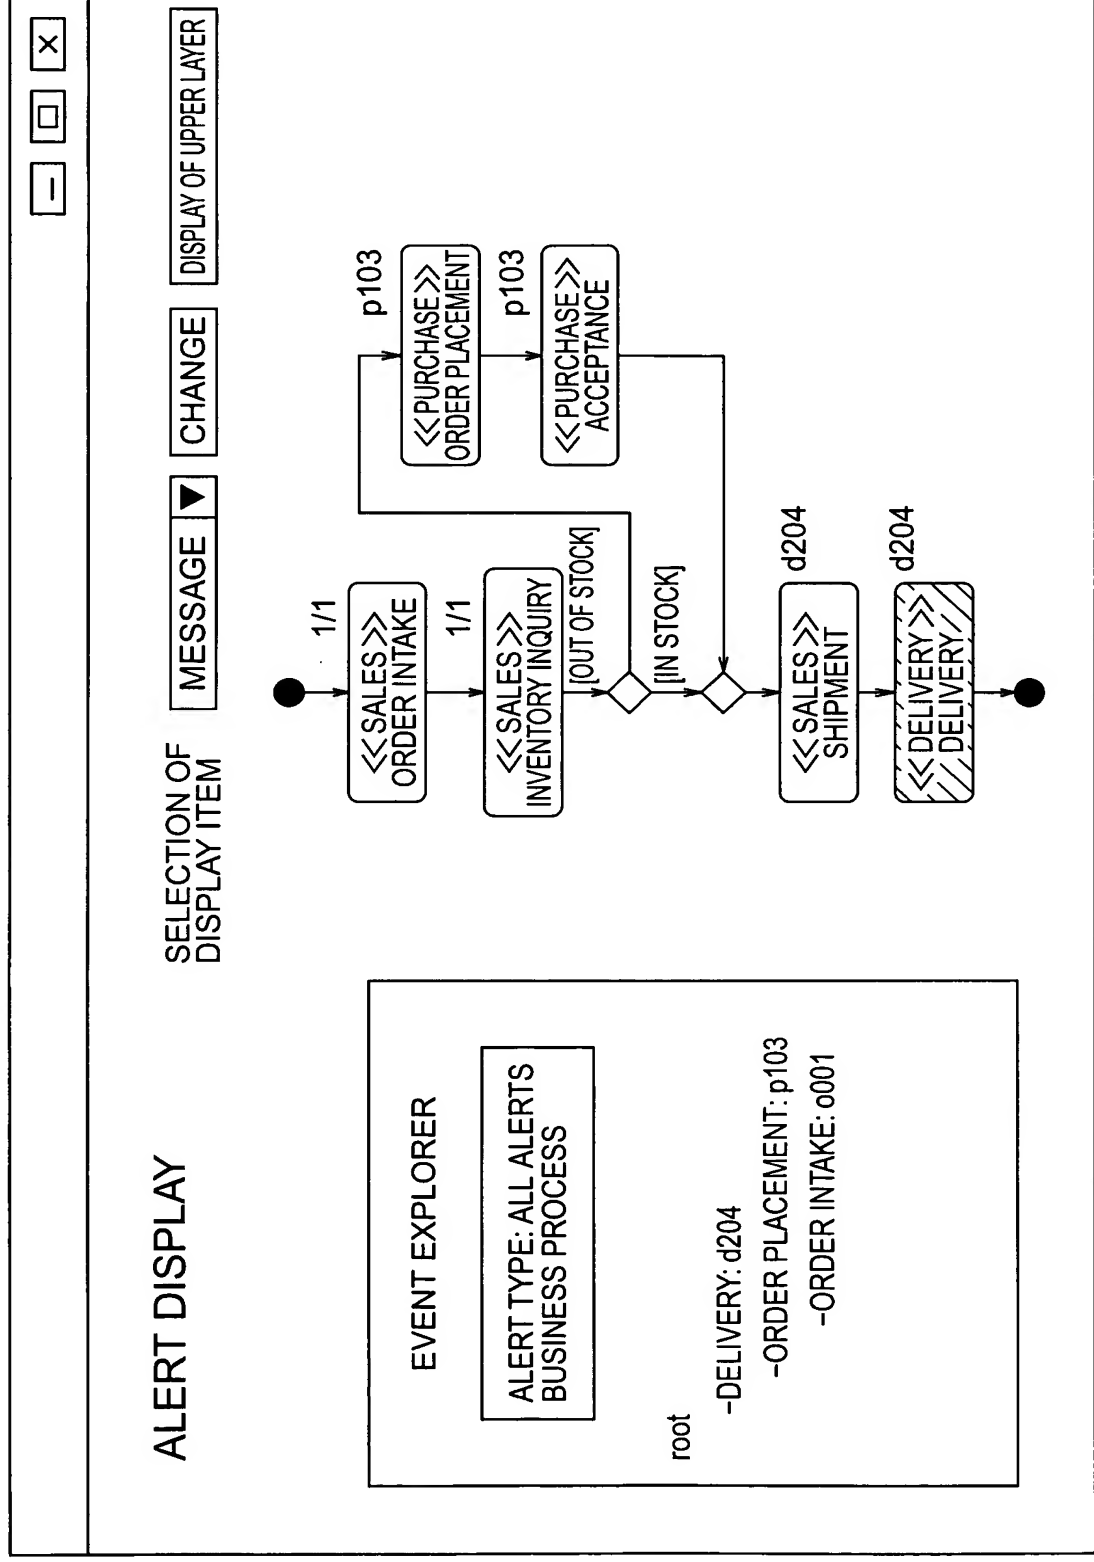 – □ ×
ALERT DISPLAY
SELECTION OF
DISPLAY ITEM
MESSAGE ▼
CHANGE
DISPLAY OF UPPER LAYER
EVENT EXPLORER
ALERT TYPE: ALL ALERTS
BUSINESS PROCESS
root
–DELIVERY: d204
–ORDER PLACEMENT: p103
–ORDER INTAKE: o001
1/1
<<SALES>>
ORDER INTAKE
1/1
<<SALES>>
INVENTORY INQUIRY
[OUT OF STOCK]
[IN STOCK]
p103
<<PURCHASE>>
ORDER PLACEMENT
p103
<<PURCHASE>>
ACCEPTANCE
d204
<<SALES>>
SHIPMENT
d204
<<DELIVERY>>
DELIVERY